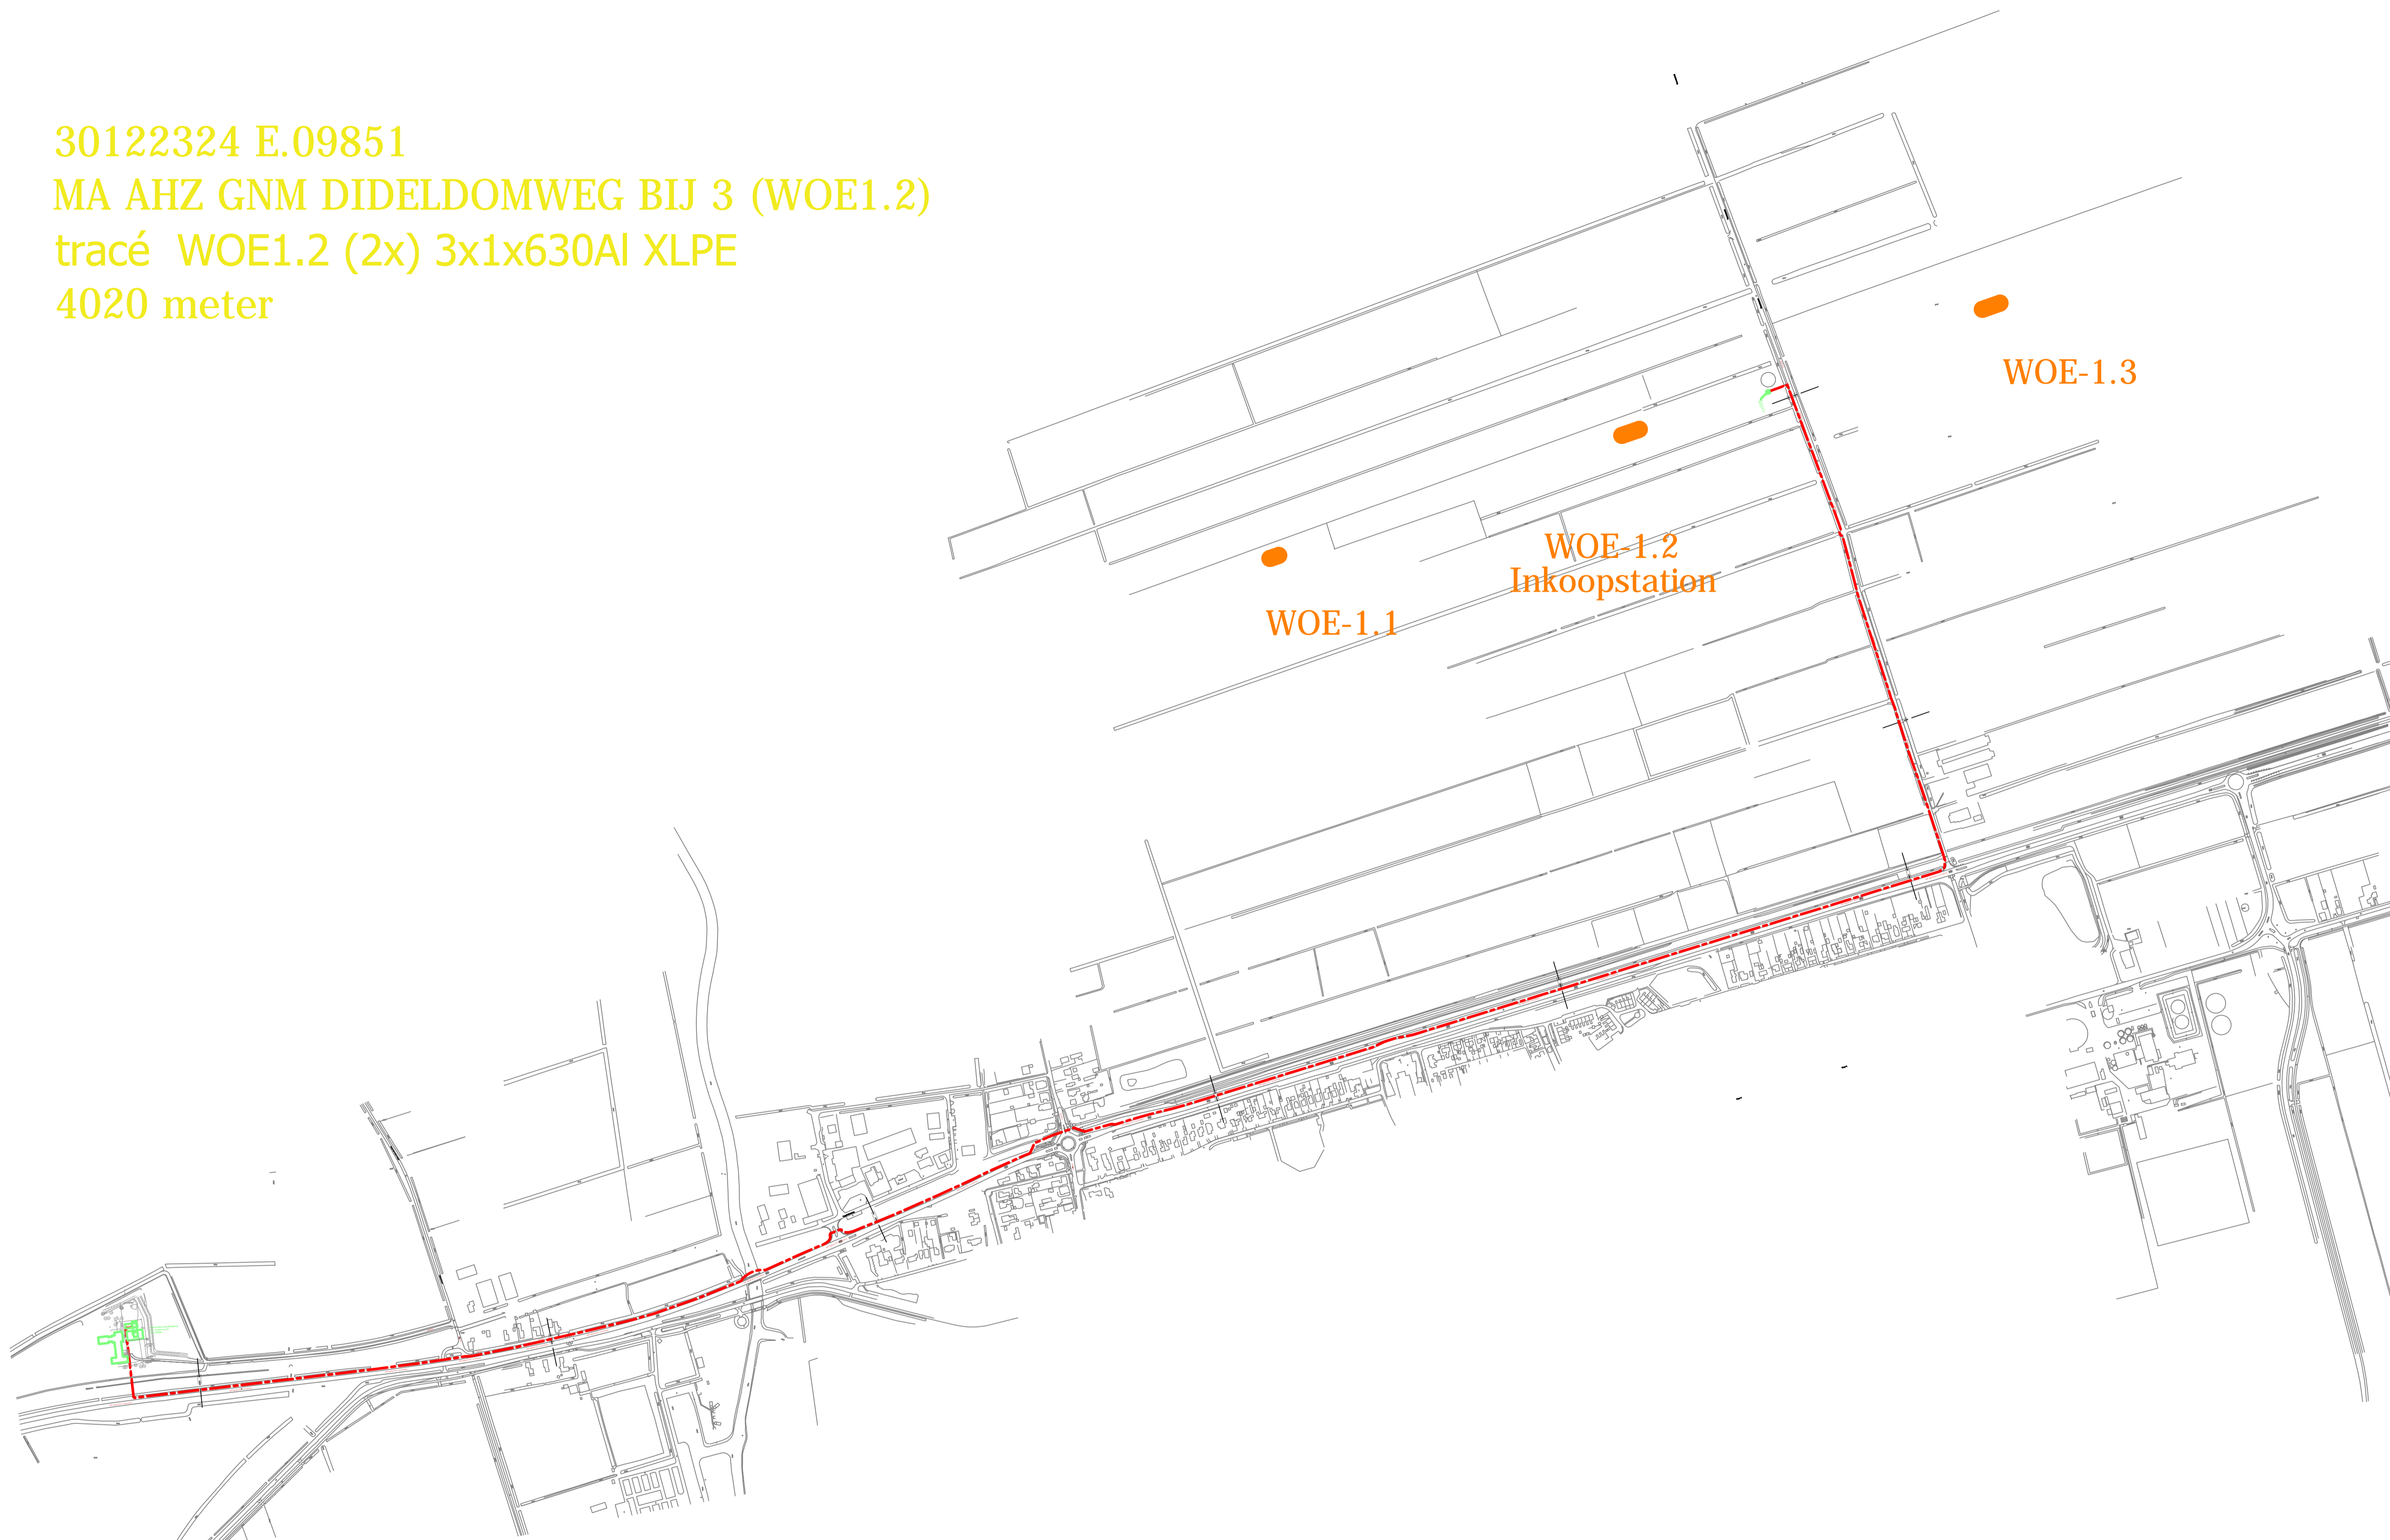 30122324 E.09851
MA AHZ GNM DIDELDOMWEG BIJ 3 (WOE1.2)
tracé WOE1.2 (2x) 3x1x630Al XLPE
4020 meter
WOE-1.3
WOE-1.2
Inkoopstation
WOE-1.1